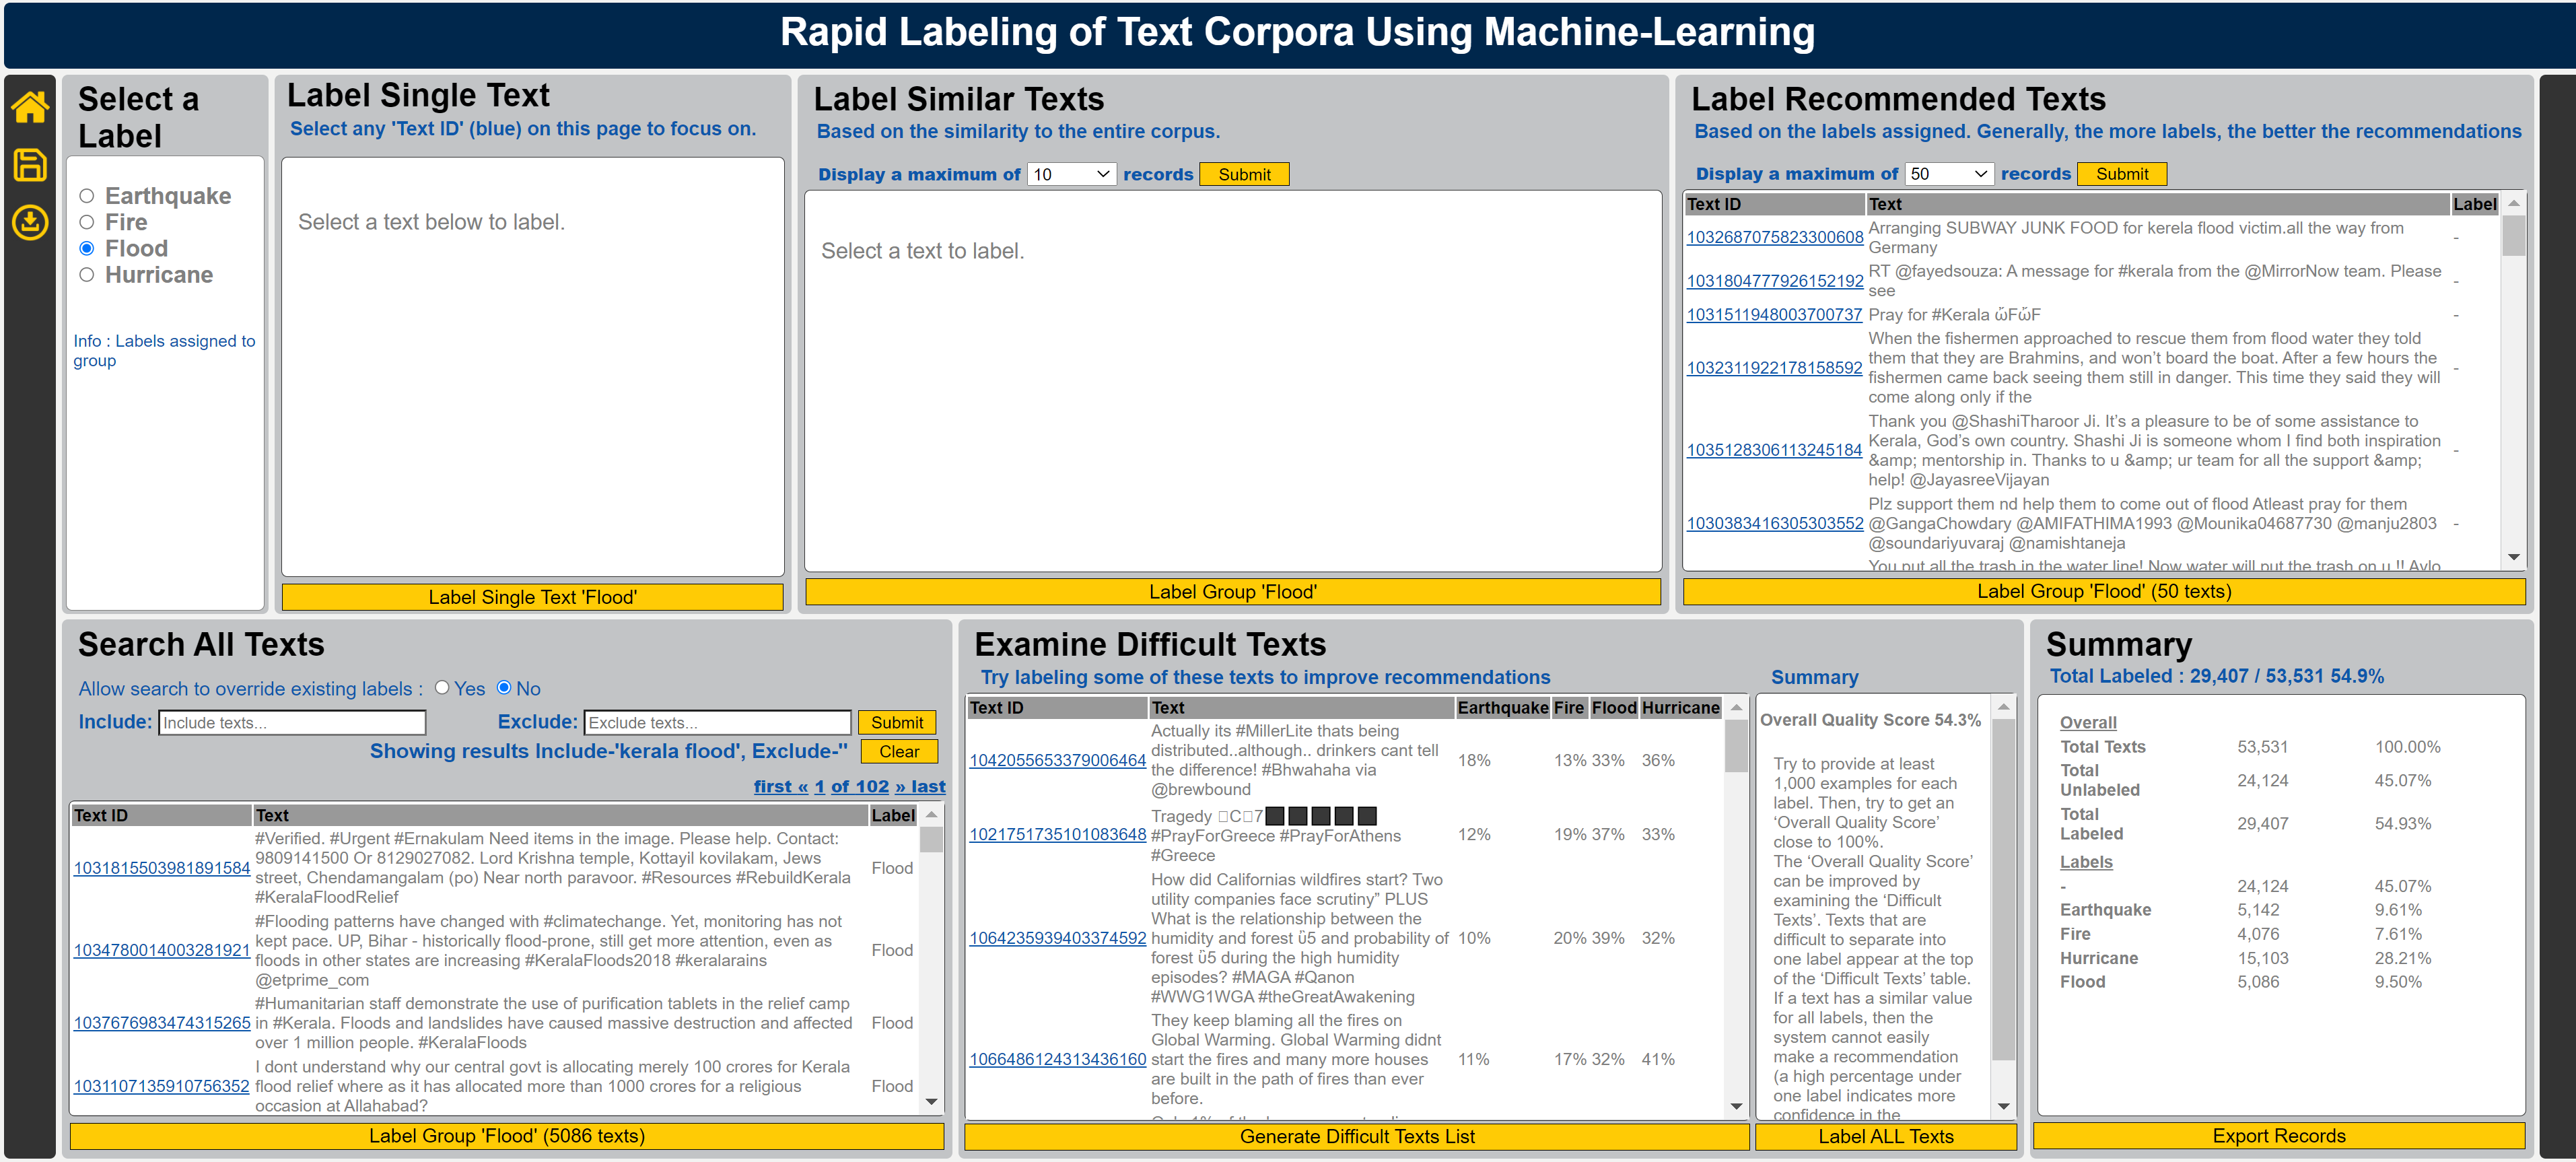 Rapid Labeling of Text Corpora Using Machine-Learning
Select a
Label
Earthquake
Fire
Flood
Hurricane
Info : Labels assigned to
group
Label Single Text
Select any 'Text ID' (blue) on this page to focus on.
Select a text below to label.
Label Single Text 'Flood'
Label Similar Texts
Based on the similarity to the entire corpus.
Display a maximum of 10 records Submit
Select a text to label.
Label Group 'Flood'
Label Recommended Texts
Based on the labels assigned. Generally, the more labels, the better the recommendations
Display a maximum of 50 records Submit
Text ID Text Label
1032687075823300608 Arranging SUBWAY JUNK FOOD for kerela flood victim.all the way from
Germany -
1031804777926152192 RT @fayedsouza: A message for #kerala from the @MirrorNow team. Please
see -
1031511948003700737 Pray for #Kerala ὤFὤF -
When the fishermen approached to rescue them from flood water they told
them that they are Brahmins, and won’t board the boat. After a few hours the
1032311922178158592 fishermen came back seeing them still in danger. This time they said they will -
come along only if the
Thank you @ShashiTharoor Ji. It’s a pleasure to be of some assistance to
Kerala, God’s own country. Shashi Ji is someone whom I find both inspiration
1035128306113245184 &amp; mentorship in. Thanks to u &amp; ur team for all the support &amp; -
help! @JayasreeVijayan
Plz support them nd help them to come out of flood Atleast pray for them
1030383416305303552 @GangaChowdary @AMIFATHIMA1993 @Mounika04687730 @manju2803 -
@soundariyuvaraj @namishtaneja
You put all the trash in the water line! Now water will put the trash on u !! Aylo
Label Group 'Flood' (50 texts)
Search All Texts
Allow search to override existing labels : Yes No
Include: Include texts... Exclude: Exclude texts... Submit
Showing results Include-'kerala flood', Exclude-'' Clear
first « 1 of 102 » last
Text ID Text Label
#Verified. #Urgent #Ernakulam Need items in the image. Please help. Contact:
9809141500 Or 8129027082. Lord Krishna temple, Kottayil kovilakam, Jews
1031815503981891584 street, Chendamangalam (po) Near north paravoor. #Resources #RebuildKerala Flood
#KeralaFloodRelief
#Flooding patterns have changed with #climatechange. Yet, monitoring has not
kept pace. UP, Bihar - historically flood-prone, still get more attention, even as
1034780014003281921 floods in other states are increasing #KeralaFloods2018 #keralarains Flood
@etprime_com
#Humanitarian staff demonstrate the use of purification tablets in the relief camp
1037676983474315265 in #Kerala. Floods and landslides have caused massive destruction and affected Flood
over 1 million people. #KeralaFloods
I dont understand why our central govt is allocating merely 100 crores for Kerala
1031107135910756352 flood relief where as it has allocated more than 1000 crores for a religious Flood
occasion at Allahabad?
Label Group 'Flood' (5086 texts)
Examine Difficult Texts
Try labeling some of these texts to improve recommendations
Text ID Text Earthquake Fire Flood Hurricane
Actually its #MillerLite thats being
distributed..although.. drinkers cant tell
1042055653379006464 the difference! #Bhwahaha via 18% 13% 33% 36%
@brewbound
Tragedy □C□7■■■■■
1021751735101083648 #PrayForGreece #PrayForAthens 12% 19% 37% 33%
#Greece
How did Californias wildfires start? Two
utility companies face scrutiny” PLUS
What is the relationship between the
1064235939403374592 humidity and forest ὒ5 and probability of 10% 20% 39% 32%
forest ὒ5 during the high humidity
episodes? #MAGA #Qanon
#WWG1WGA #theGreatAwakening
They keep blaming all the fires on
Global Warming. Global Warming didnt
1066486124313436160 start the fires and many more houses 11% 17% 32% 41%
are built in the path of fires than ever
before.
Generate Difficult Texts List
Summary
Overall Quality Score 54.3%
Try to provide at least
1,000 examples for each
label. Then, try to get an
‘Overall Quality Score’
close to 100%.
The ‘Overall Quality Score’
can be improved by
examining the ‘Difficult
Texts’. Texts that are
difficult to separate into
one label appear at the top
of the ‘Difficult Texts’ table.
If a text has a similar value
for all labels, then the
system cannot easily
make a recommendation
(a high percentage under
one label indicates more
confidence in the
Label ALL Texts
Summary
Total Labeled : 29,407 / 53,531 54.9%
Overall
Total Texts 53,531 100.00%
Total
Unlabeled 24,124 45.07%
Total
Labeled 29,407 54.93%
Labels
- 24,124 45.07%
Earthquake 5,142 9.61%
Fire 4,076 7.61%
Hurricane 15,103 28.21%
Flood 5,086 9.50%
Export Records